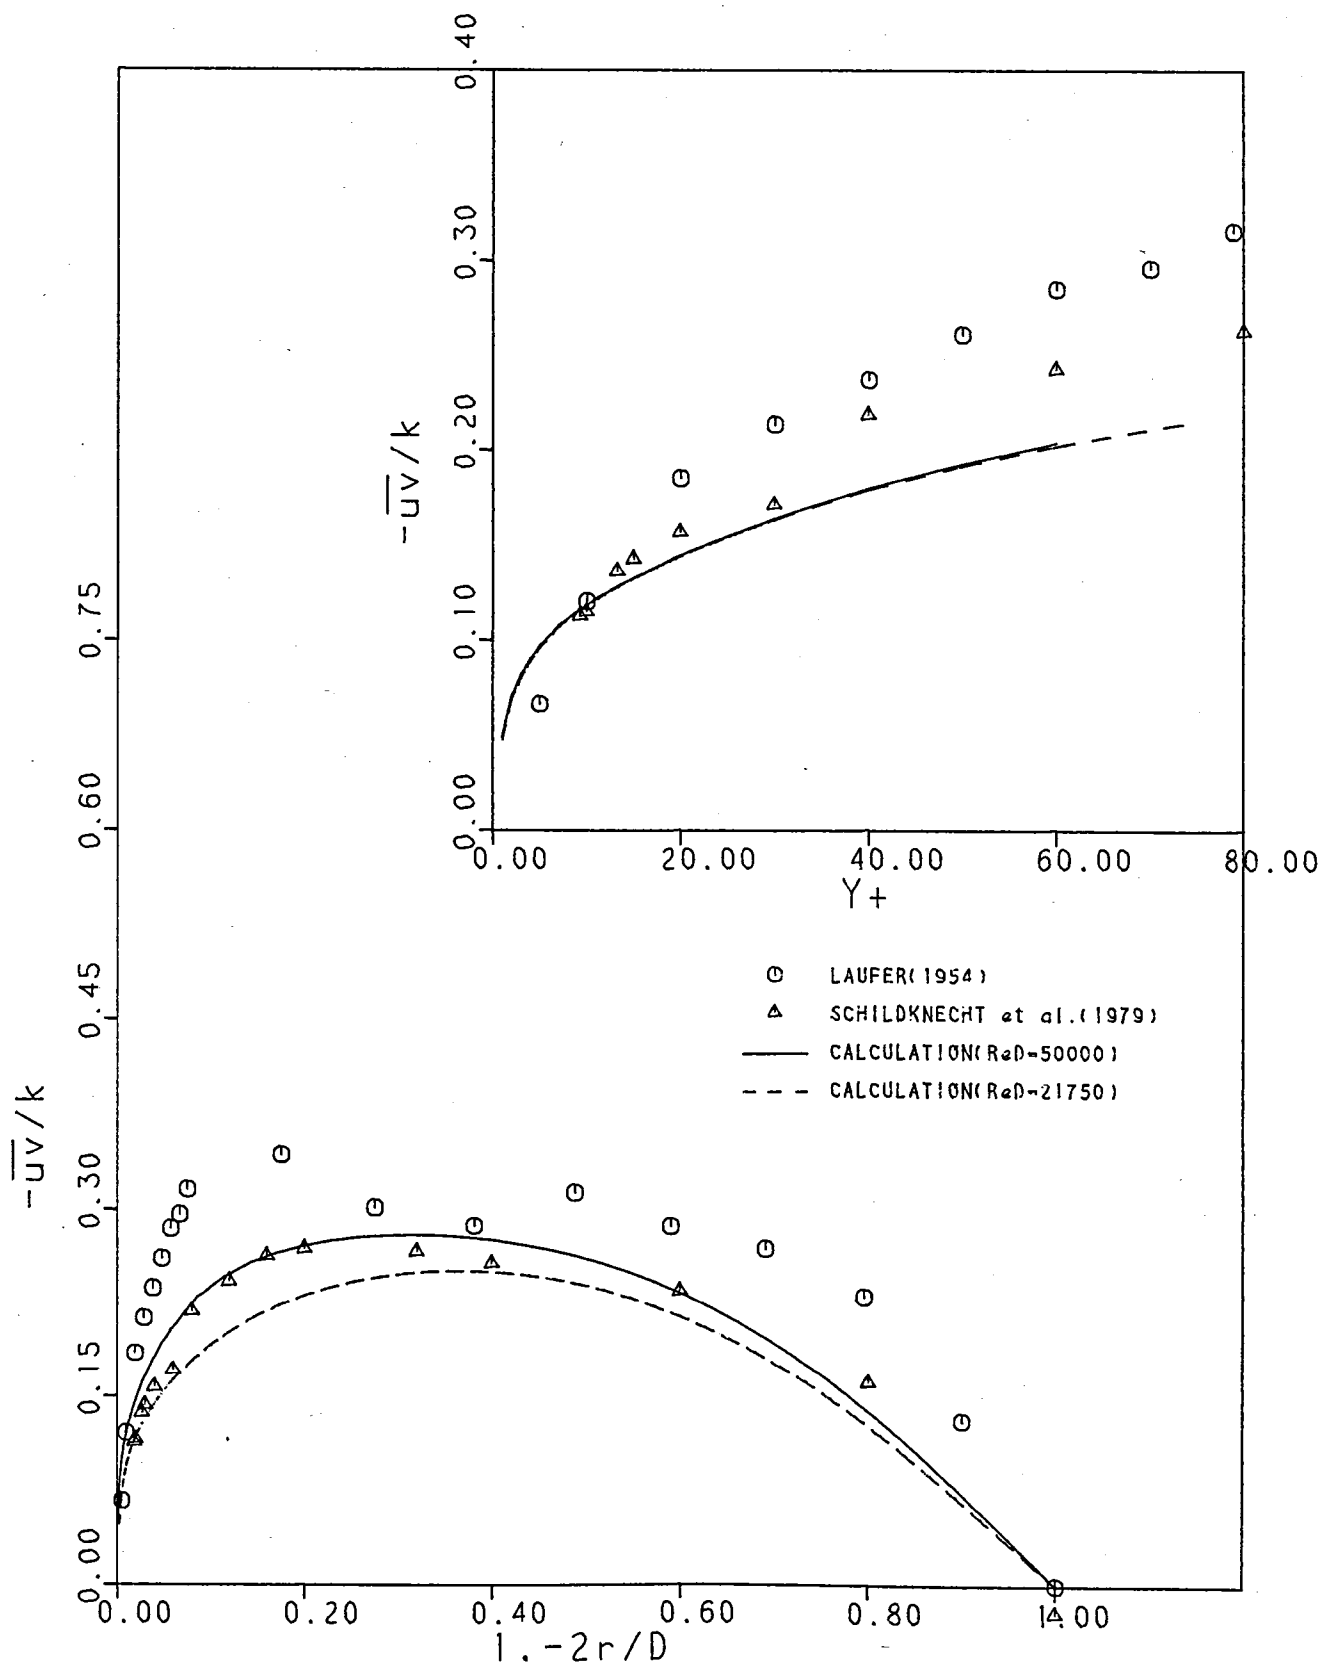 0.40
0.30
0.20
0.10
0.00
-uv/k
0.00 20.00 40.00 60.00 80.00
Y+
LAUFER(1954)
SCHILDKNECHT et al.(1979)
CALCULATION(ReD=50000)
CALCULATION(ReD=21750)
0.75
0.60
0.45
0.30
0.15
0.00
-uv/k
0.00 0.20 0.40 0.60 0.80 1.00
1.-2r/D